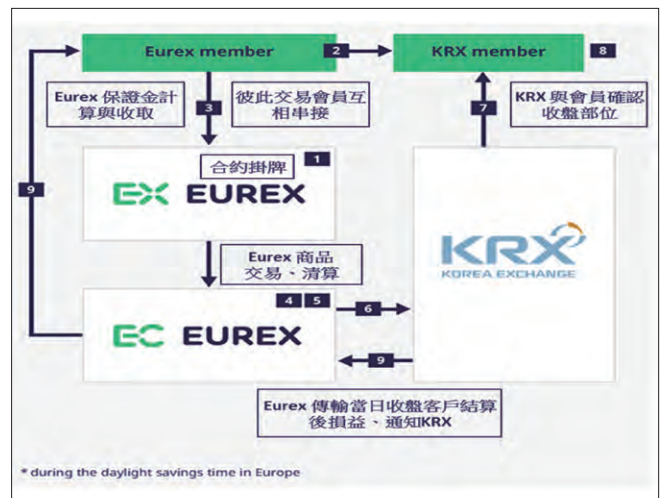 Eurex member
2
KRX member
8
Eurex 保證金計
算與收取
3
彼此交易會員互
相串接
7
KRX 與會員確認
收盤部位
合約掛牌
1
EX EUREX
9
KRX
KOREA EXCHANGE
Eurex 商品
交易、清算
4 5
6
EC EUREX
9
Eurex 傳輸當日收盤客戶結算
後損益、通知KRX
* during the daylight savings time in Europe